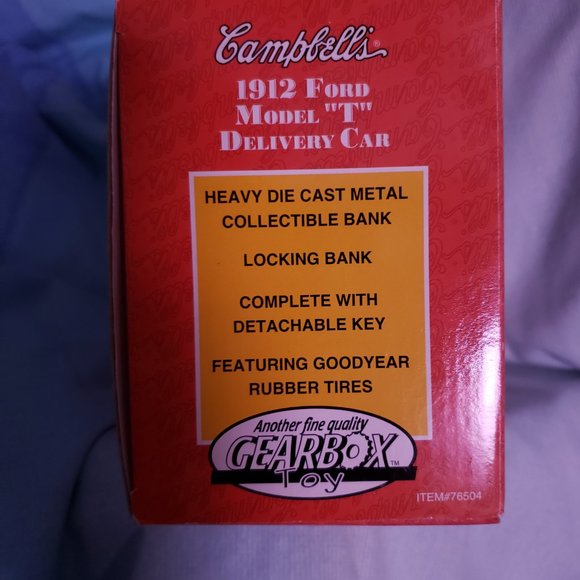 Campbell's®
1912 FORD
MODEL "T"
DELIVERY CAR
HEAVY DIE CAST METAL
COLLECTIBLE BANK
LOCKING BANK
COMPLETE WITH
DETACHABLE KEY
FEATURING GOODYEAR
RUBBER TIRES
Another fine quality
GEARBOX™
Toy
ITEM#76504